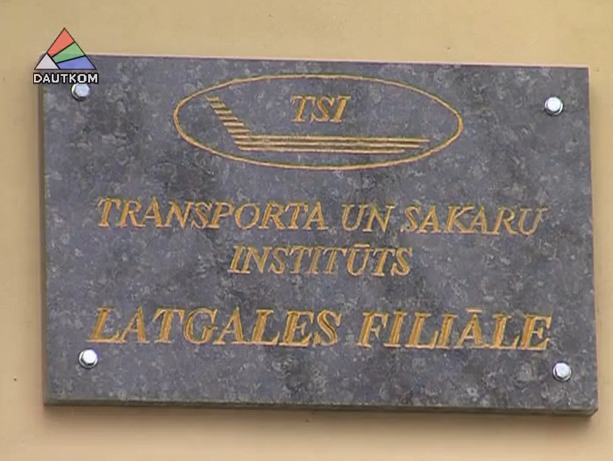 DAUTKOM
TSI
TRANSPORTA UN SAKARU
INSTITŪTS
LATGALES FILIĀLE